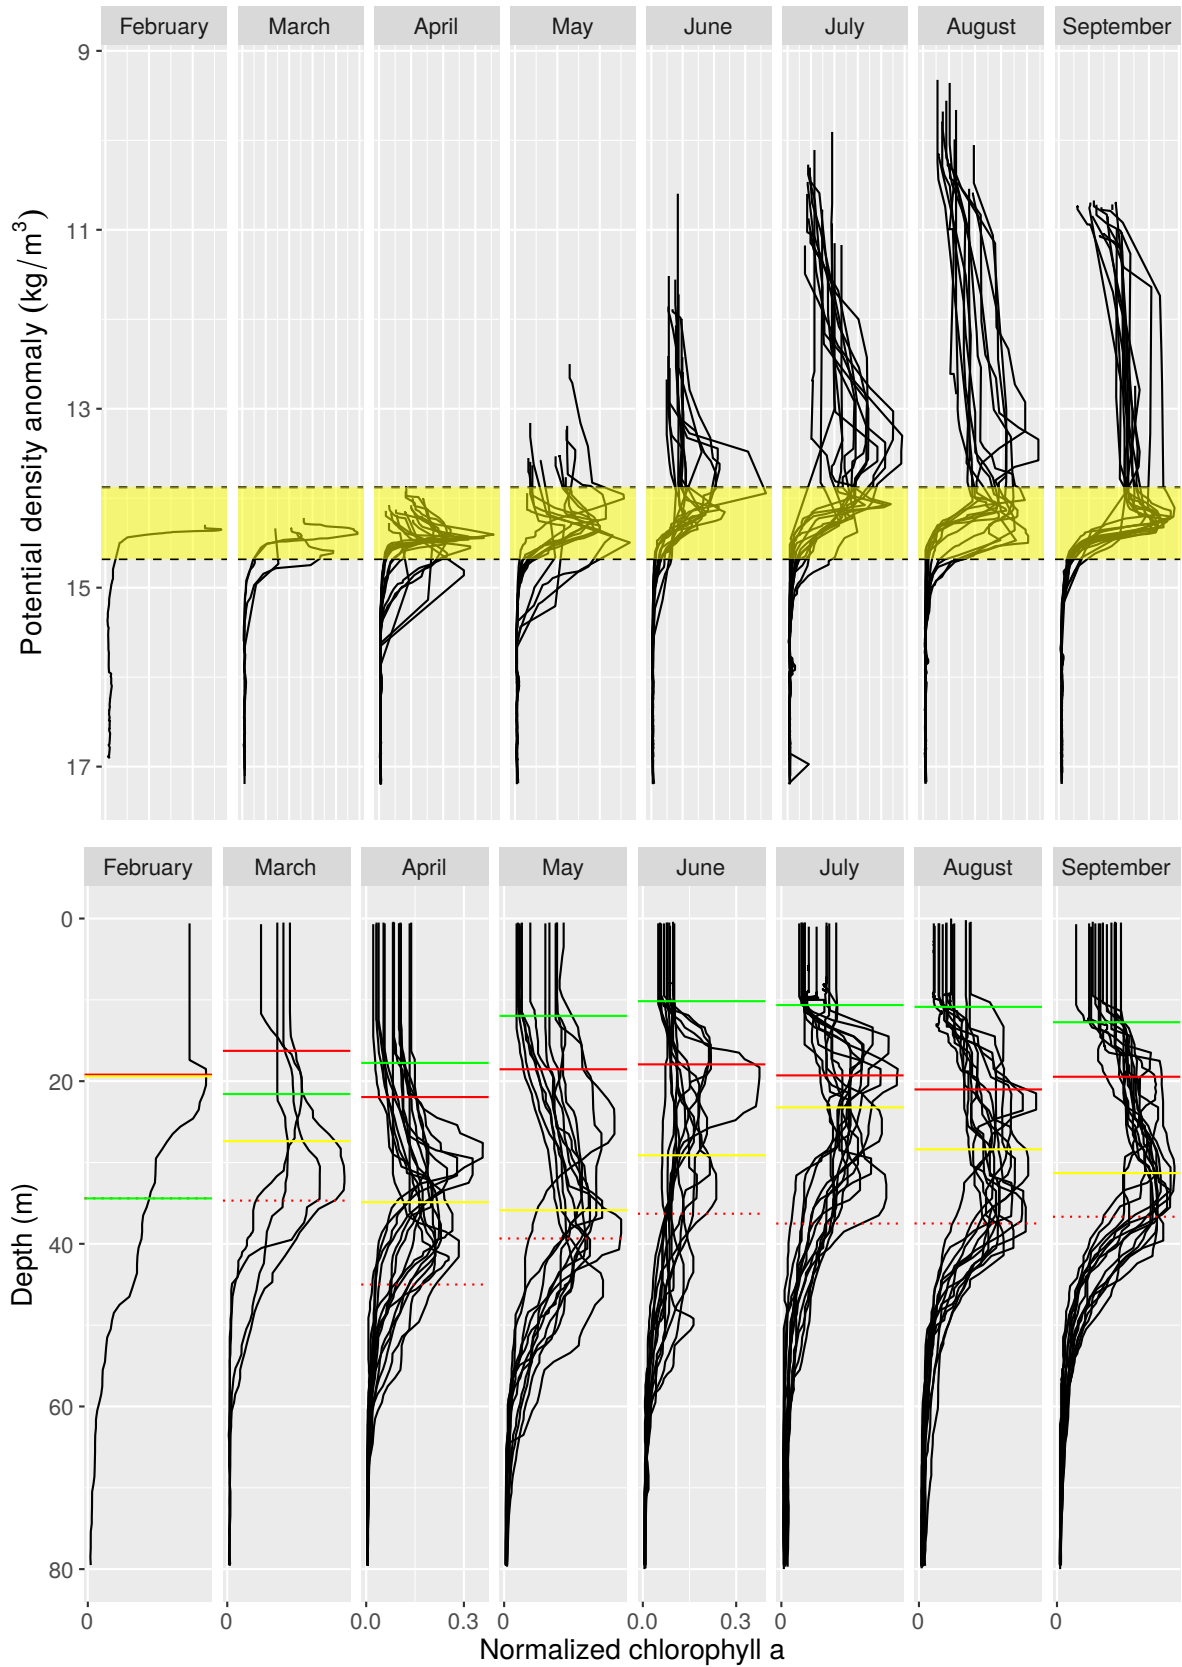 February March April May June July August September
9
11
13
15
17
Potential density anomaly (kg/m³)
February March April May June July August September
0
20
40
60
80
Depth (m)
0 0 0.0 0.3 0 0.0 0.3 0 0 0
Normalized chlorophyll a